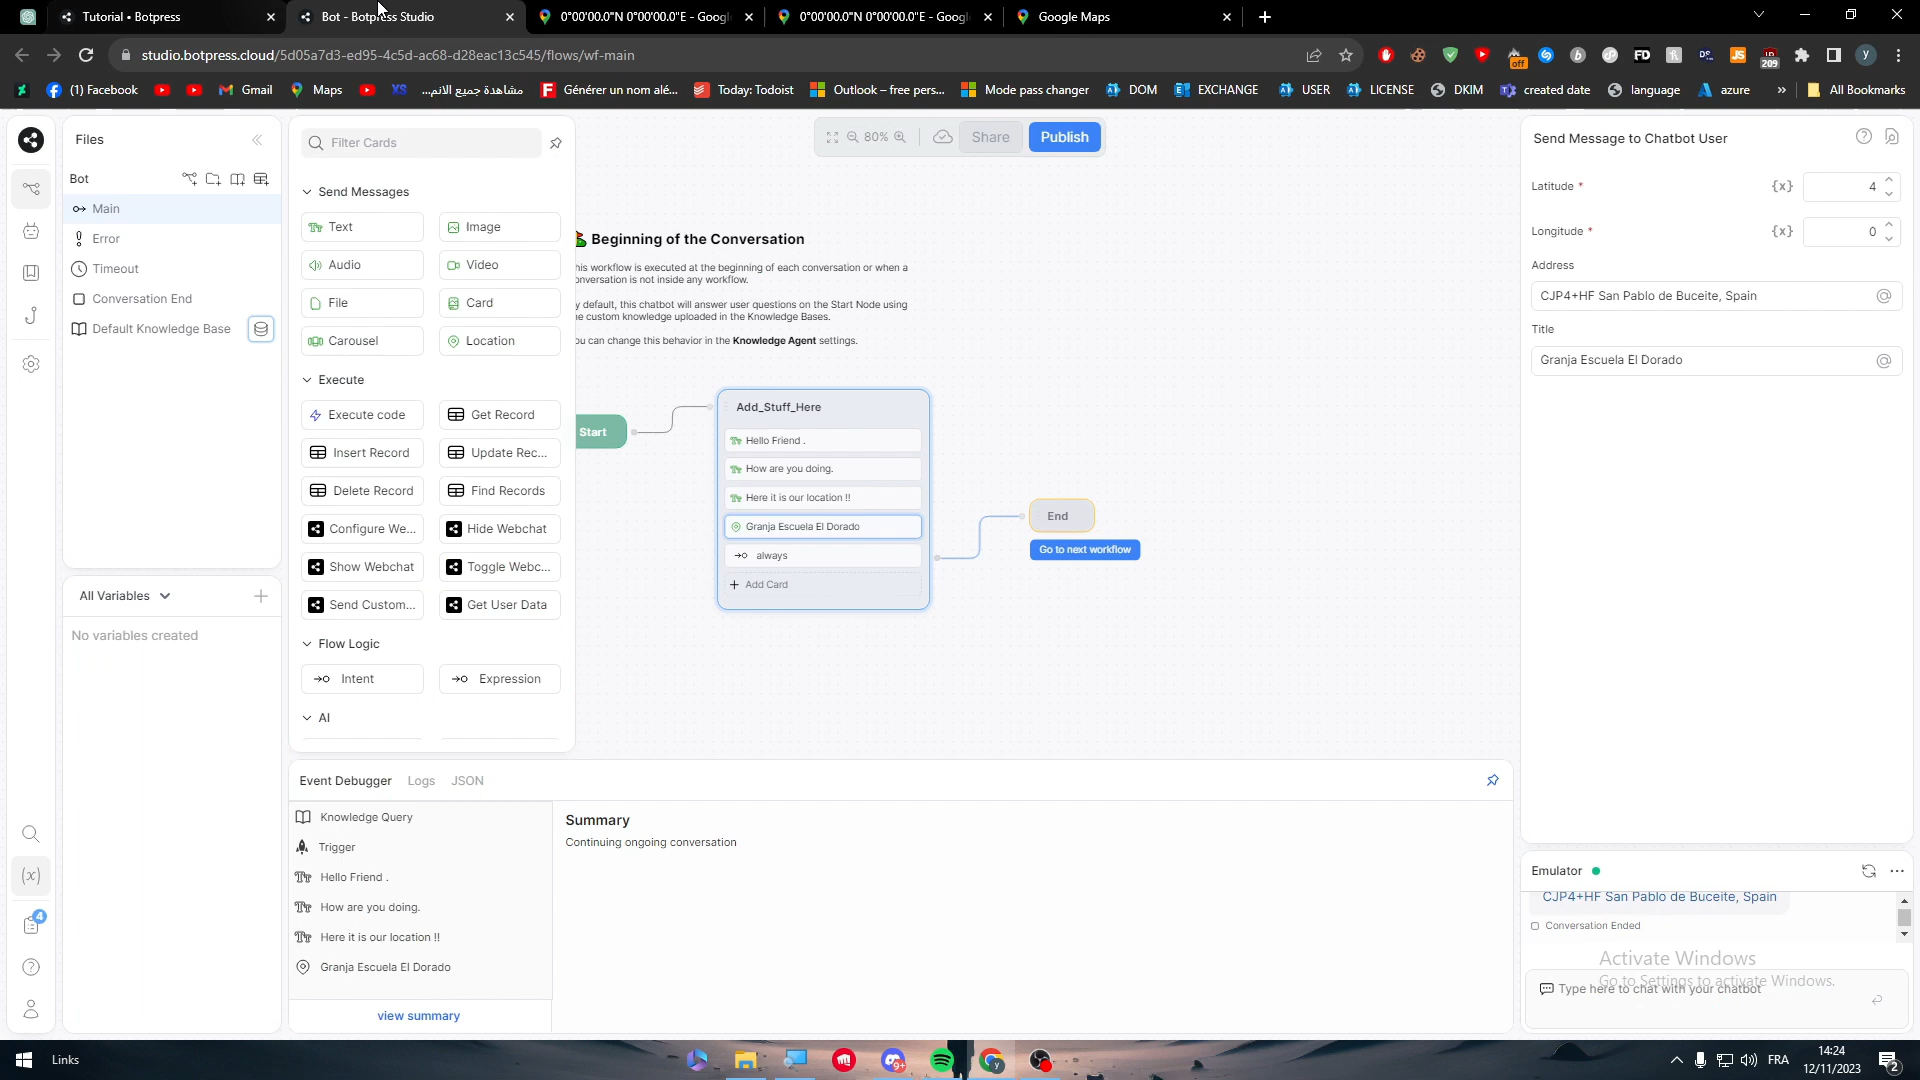 Tutorial • Botpress
Bot - Botpress Studio
0°00'00.0"N 0°00'00.0"E - Googl
0°00'00.0"N 0°00'00.0"E - Googl
Google Maps
studio.botpress.cloud/5d05a7d3-ed95-4c5d-ac68-d28eac13c545/flows/wf-main
off
209
(1) Facebook
Gmail
Maps
XS
مشاهدة جميع الانم...
Générer un nom alé...
Today: Todoist
Outlook – free pers...
Mode pass changer
DOM
EXCHANGE
USER
LICENSE
DKIM
created date
language
azure
»
All Bookmarks
Files
Bot
Main
Error
Timeout
Conversation End
Default Knowledge Base
All Variables
No variables created
Filter Cards
Send Messages
Text
Image
Audio
Video
File
Card
Carousel
Location
Execute
Execute code
Get Record
Insert Record
Update Rec...
Delete Record
Find Records
Configure We...
Hide Webchat
Show Webchat
Toggle Webc...
Send Custom...
Get User Data
Flow Logic
Intent
Expression
AI
80%
Share
Publish
Beginning of the Conversation
his workflow is executed at the beginning of each conversation or when a
onversation is not inside any workflow.
y default, this chatbot will answer user questions on the Start Node using
e custom knowledge uploaded in the Knowledge Bases.
ou can change this behavior in the Knowledge Agent settings.
Start
Add_Stuff_Here
Hello Friend .
How are you doing.
Here it is our location !!
Granja Escuela El Dorado
always
+ Add Card
End
Go to next workflow
Event Debugger
Logs
JSON
Knowledge Query
Trigger
Hello Friend .
How are you doing.
Here it is our location !!
Granja Escuela El Dorado
view summary
Summary
Continuing ongoing conversation
Send Message to Chatbot User
Latitude *
{x}
4
Longitude *
{x}
0
Address
CJP4+HF San Pablo de Buceite, Spain
Title
Granja Escuela El Dorado
Emulator
CJP4+HF San Pablo de Buceite, Spain
Conversation Ended
Activate Windows
Go to Settings to activate Windows.
Type here to chat with your chatbot
(x)
4
Links
9+
FRA
14:24
12/11/2023
2